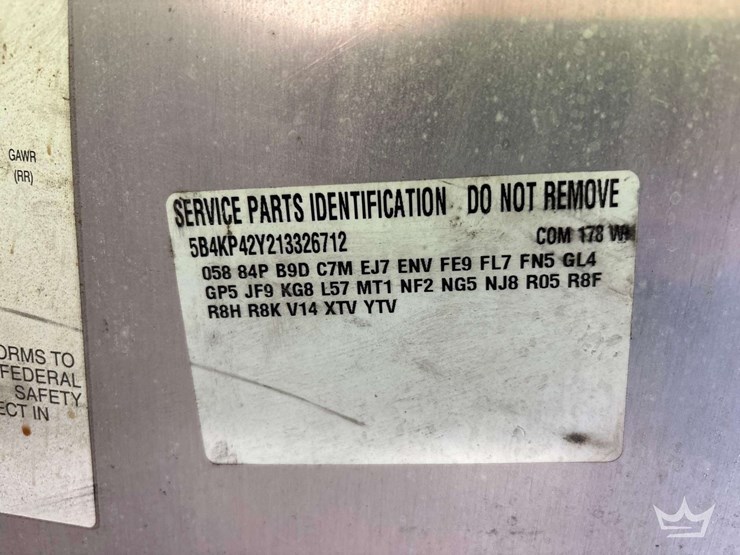 GAWR
(RR)
SERVICE PARTS IDENTIFICATION DO NOT REMOVE
5B4KP42Y213326712 COM 178 WH
058 84P B9D C7M EJ7 ENV FE9 FL7 FN5 GL4
GP5 JF9 KG8 L57 MT1 NF2 NG5 NJ8 R05 R8F
R8H R8K V14 XTV YTV
ORMS TO
FEDERAL
SAFETY
ECT IN